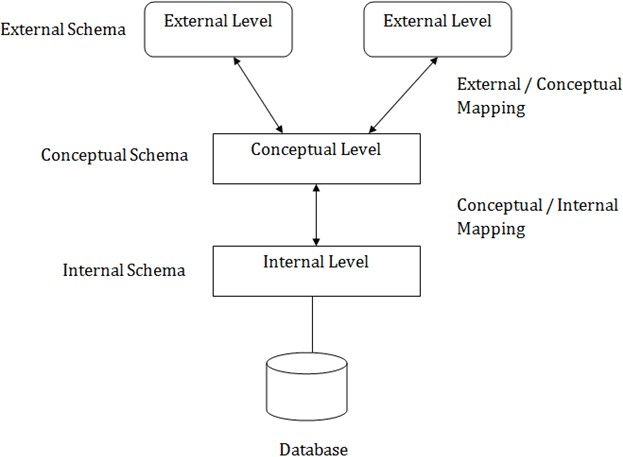 External Schema
External Level
External Level
External / Conceptual
Mapping
Conceptual Schema
Conceptual Level
Conceptual / Internal
Mapping
Internal Schema
Internal Level
Database